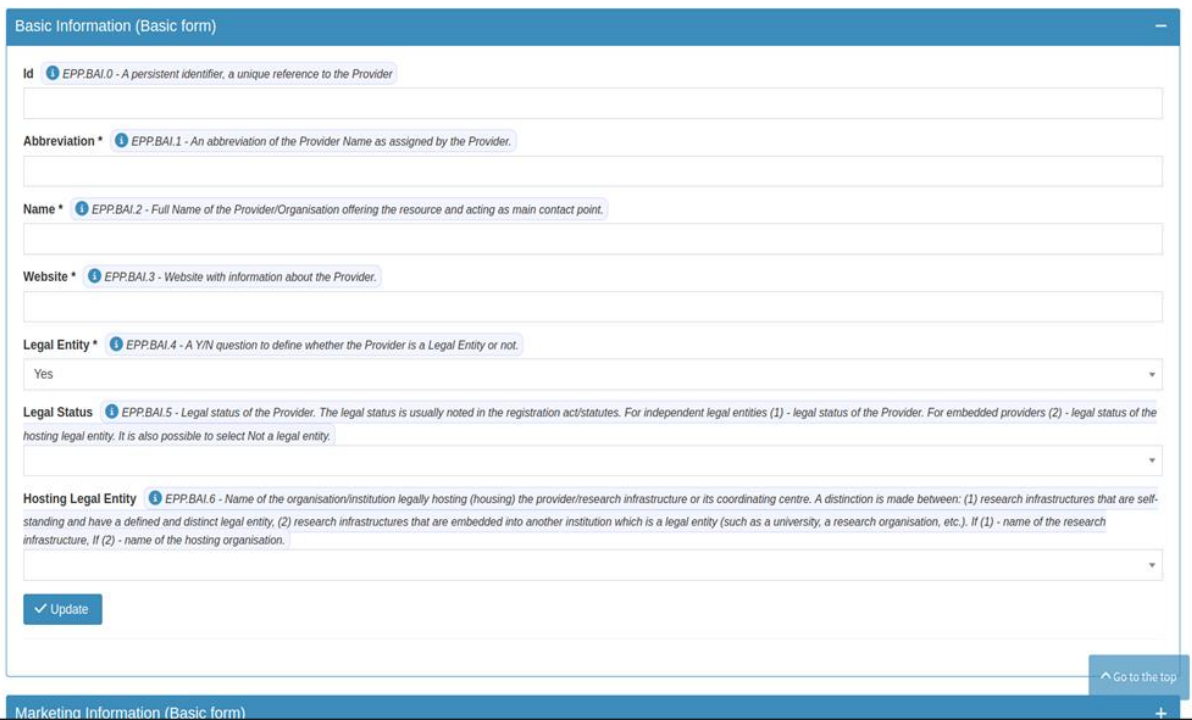 Basic Information (Basic form)
Id EPP.BAI.0 - A persistent identifier, a unique reference to the Provider
Abbreviation * EPP.BAI.1 - An abbreviation of the Provider Name as assigned by the Provider.
Name * EPP.BAI.2 - Full Name of the Provider/Organisation offering the resource and acting as main contact point.
Website * EPP.BAI.3 - Website with information about the Provider.
Legal Entity * EPP.BAI.4 - A Y/N question to define whether the Provider is a Legal Entity or not.
Yes
Legal Status EPP.BAI.5 - Legal status of the Provider. The legal status is usually noted in the registration act/statutes. For independent legal entities (1) - legal status of the Provider. For embedded providers (2) - legal status of the
hosting legal entity. It is also possible to select Not a legal entity.
Hosting Legal Entity EPP.BAI.6 - Name of the organisation/institution legally hosting (housing) the provider/research infrastructure or its coordinating centre. A distinction is made between: (1) research infrastructures that are self-
standing and have a defined and distinct legal entity, (2) research infrastructures that are embedded into another institution which is a legal entity (such as a university, a research organisation, etc.). If (1) - name of the research
infrastructure, If (2) - name of the hosting organisation.
Update
Go to the top
Marketing Information (Basic form)